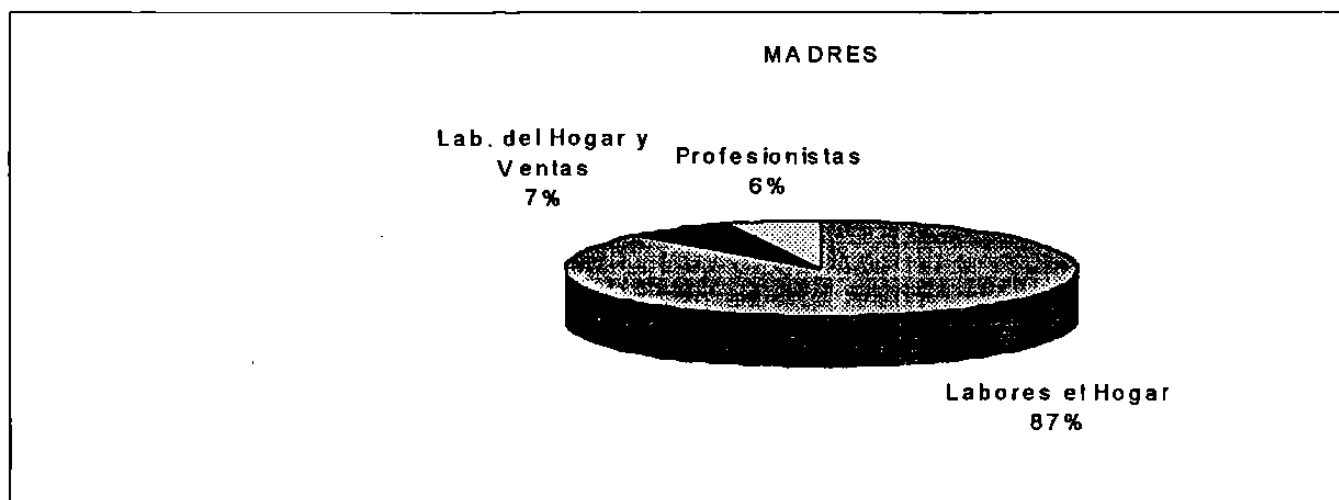 MADRES
Lab. del Hogar y
Ventas
7%
Profesionistas
6%
Labores el Hogar
87%